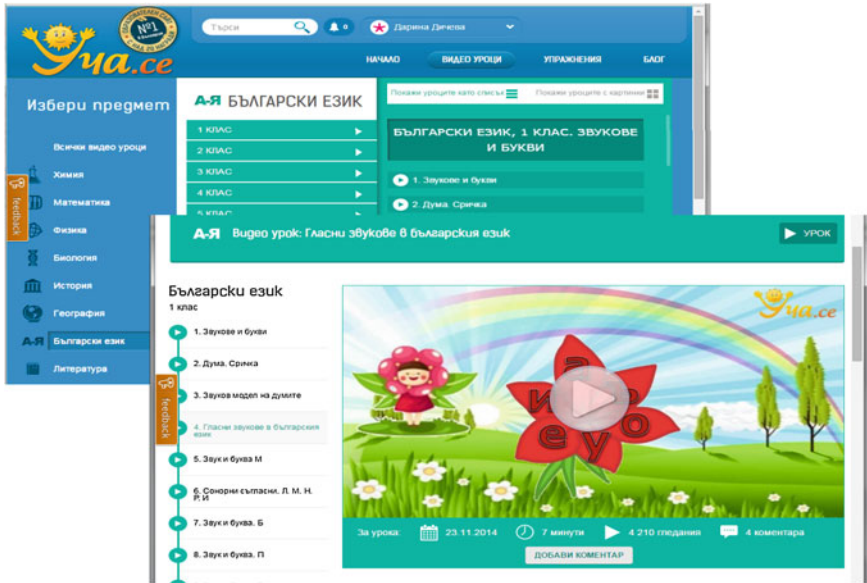 №1
Уча.се
Търси
0
Дарина Дичева
НАЧАЛО
ВИДЕО УРОЦИ
УПРАЖНЕНИЯ
БЛОГ
Избери предмет
Всички видео уроци
Химия
Математика
Физика
Биология
История
География
А-Я Български език
Литература
feedback
А-Я БЪЛГАРСКИ ЕЗИК
1 КЛАС
2 КЛАС
3 КЛАС
4 КЛАС
5 КЛАС
Покажи уроците като списък
Покажи уроците с картинки
БЪЛГАРСКИ ЕЗИК, 1 КЛАС. ЗВУКОВЕ
И БУКВИ
1. Звукове и букви
2. Дума. Сричка
А-Я Видео урок: Гласни звукове в българския език
УРОК
Български език
1 клас
1. Звукове и букви
2. Дума. Сричка
3. Звуков модел на думите
4. Гласни звукове в българския
език
5. Звук и буква М
6. Сонорни съгласни. Л, М, Н,
Р, Й
7. Звук и буква. Б
8. Звук и буква. П
feedback
Уча.се
а
и
о
е
у
За урока:
23.11.2014
7 минути
4 210 гледания
4 коментара
ДОБАВИ КОМЕНТАР